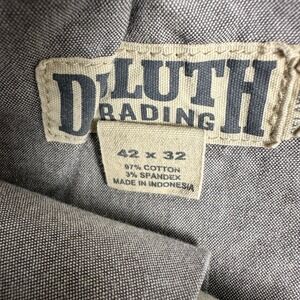 DULUTH
TRADING
42 x 32
97% COTTON
3% SPANDEX
MADE IN INDONESIA